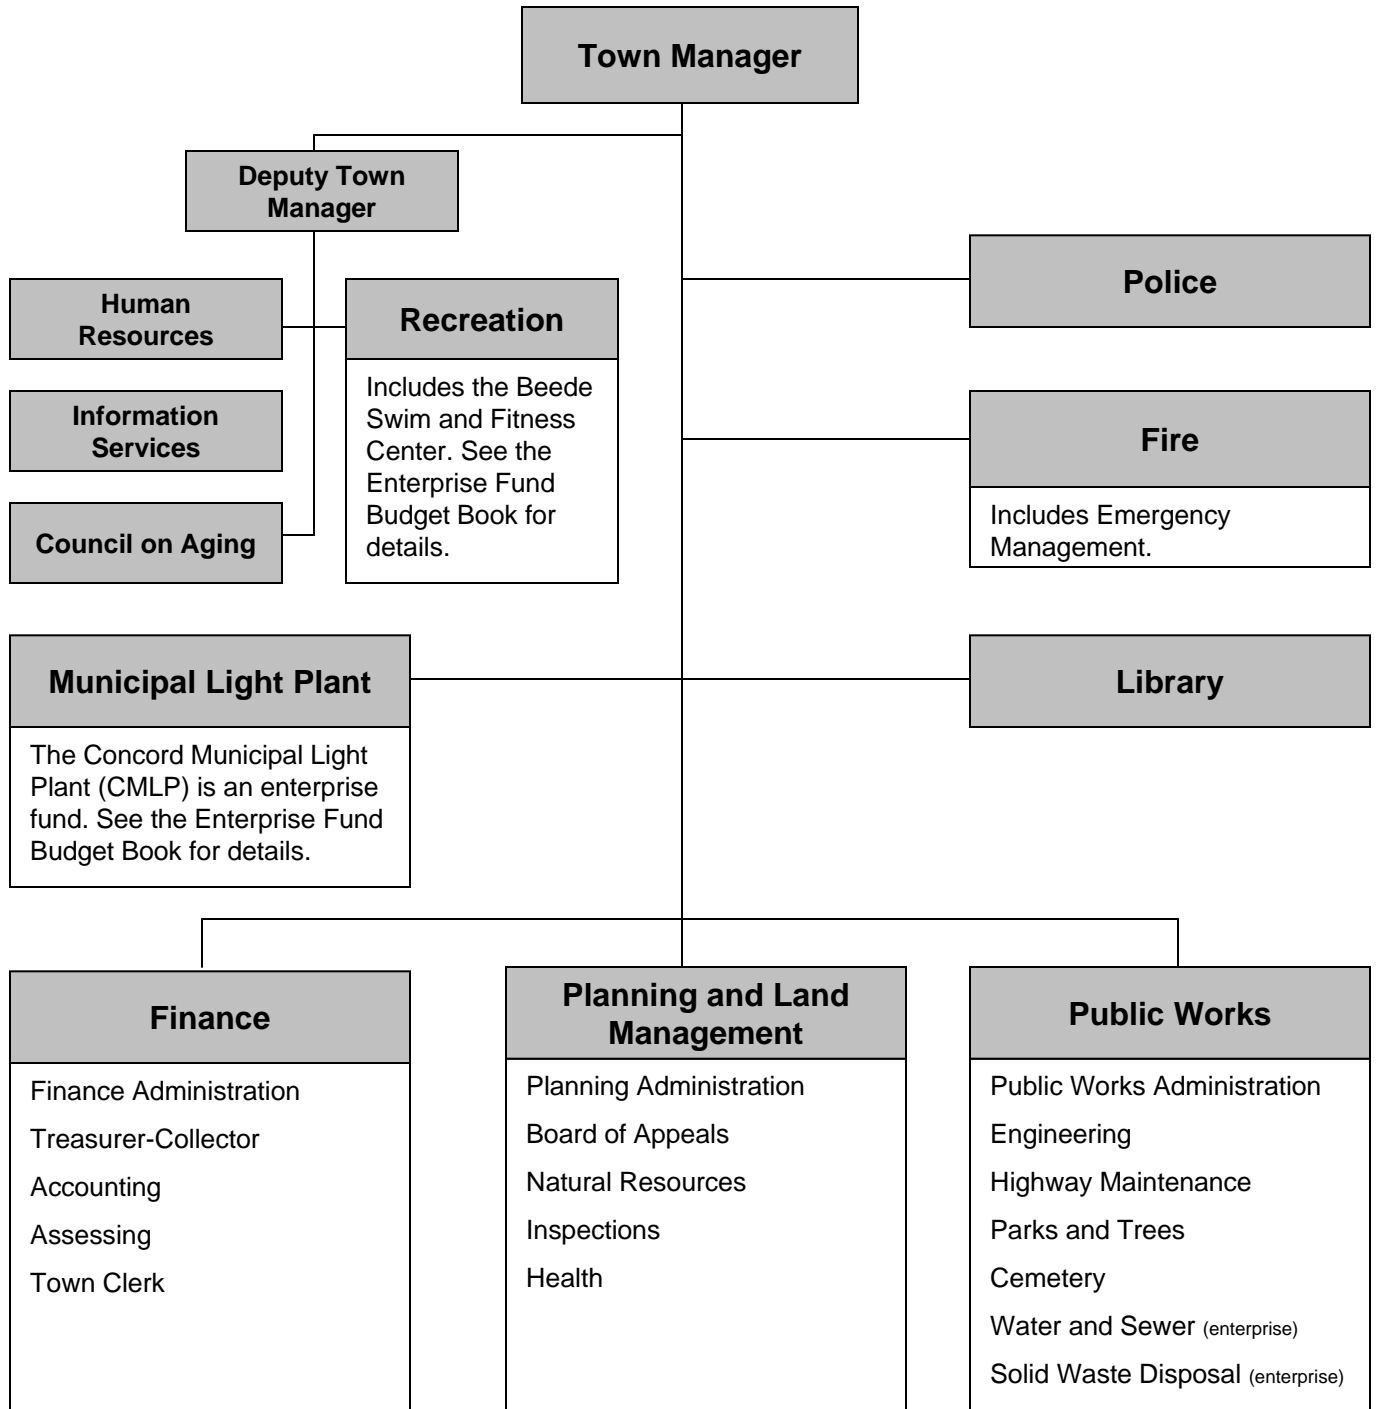 Town Manager
Deputy Town
Manager
Human
Resources
Information
Services
Council on Aging
Recreation
Includes the Beede
Swim and Fitness
Center. See the
Enterprise Fund
Budget Book for
details.
Police
Fire
Includes Emergency
Management.
Municipal Light Plant
The Concord Municipal Light
Plant (CMLP) is an enterprise
fund. See the Enterprise Fund
Budget Book for details.
Library
Finance
Finance Administration
Treasurer-Collector
Accounting
Assessing
Town Clerk
Planning and Land
Management
Planning Administration
Board of Appeals
Natural Resources
Inspections
Health
Public Works
Public Works Administration
Engineering
Highway Maintenance
Parks and Trees
Cemetery
Water and Sewer (enterprise)
Solid Waste Disposal (enterprise)